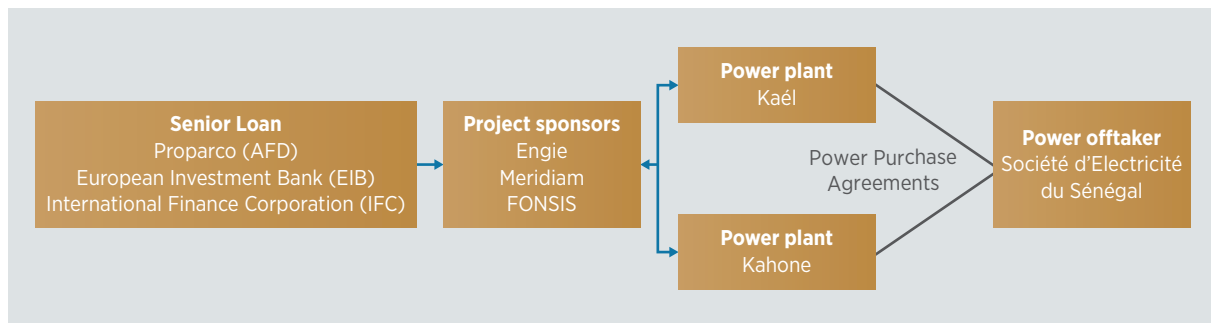 Senior Loan
Proparco (AFD)
European Investment Bank (EIB)
International Finance Corporation (IFC)
Project sponsors
Engie
Meridiam
FONSIS
Power plant
Kaél
Power plant
Kahone
Power Purchase
Agreements
Power offtaker
Société d’Electricité
du Sénégal